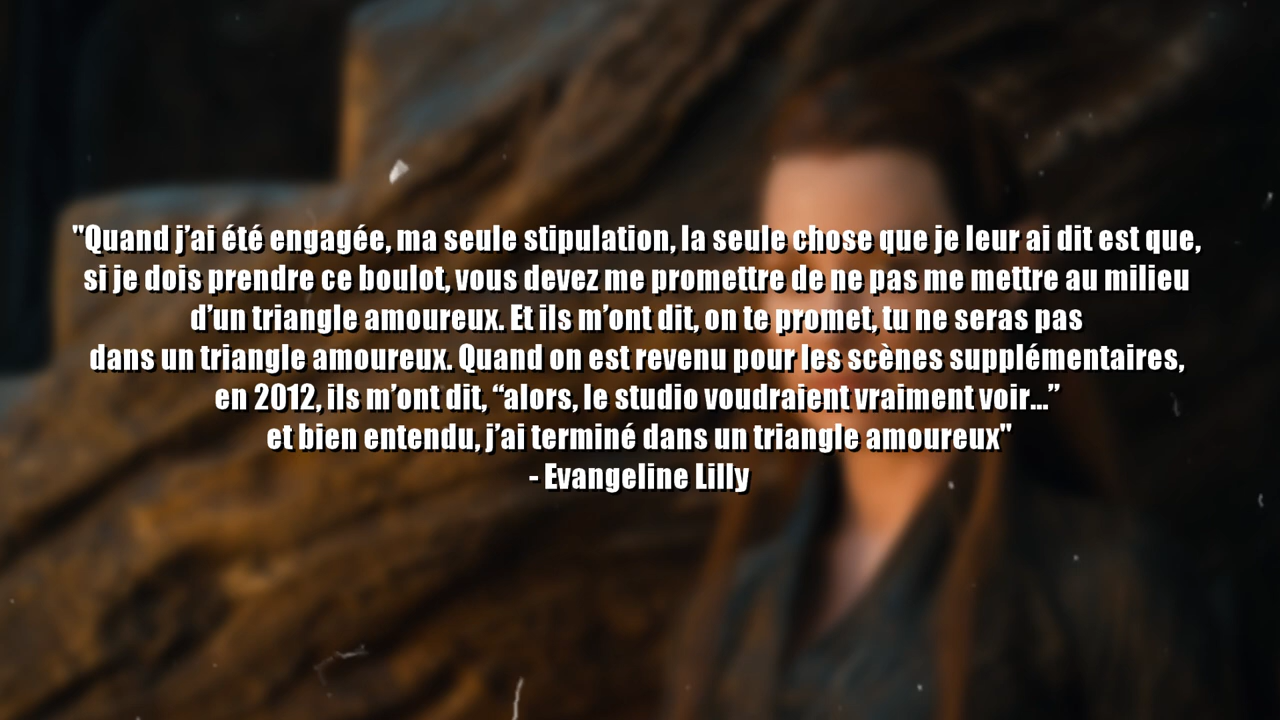 "Quand j’ai été engagée, ma seule stipulation, la seule chose que je leur ai dit est que,
si je dois prendre ce boulot, vous devez me promettre de ne pas me mettre au milieu
d’un triangle amoureux. Et ils m’ont dit, on te promet, tu ne seras pas
dans un triangle amoureux. Quand on est revenu pour les scènes supplémentaires,
en 2012, ils m’ont dit, “alors, le studio voudraient vraiment voir...”
et bien entendu, j’ai terminé dans un triangle amoureux"
- Evangeline Lilly